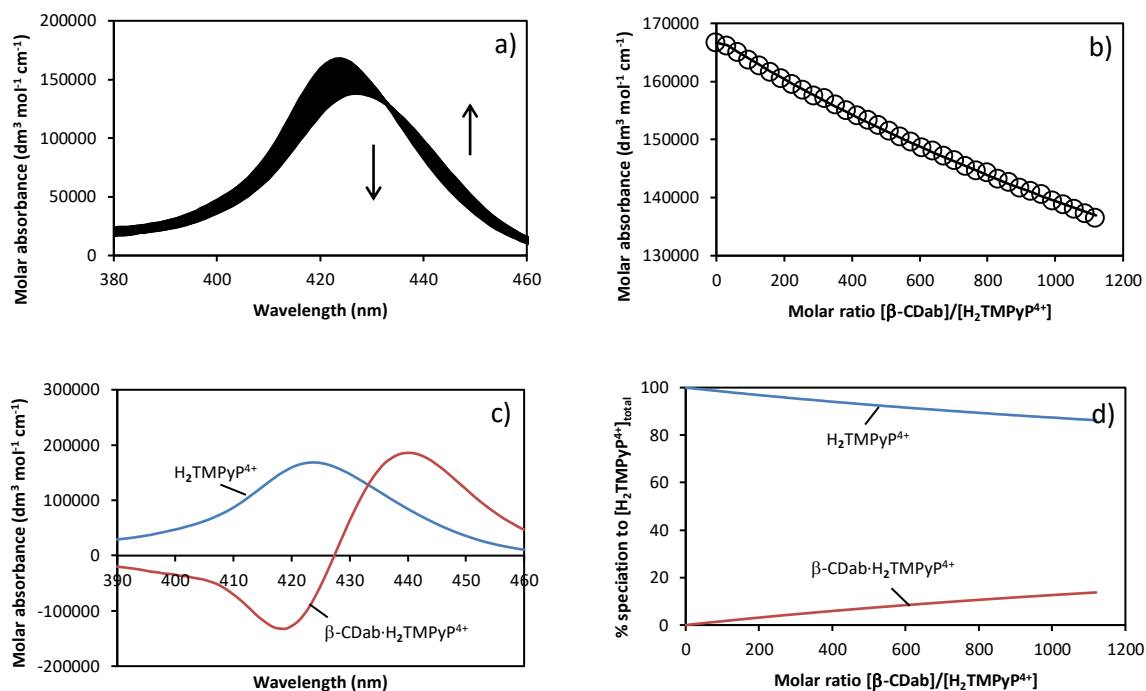 a)
Molar absorbance (dm³ mol⁻¹ cm⁻¹)
200000
150000
100000
50000
0
380 400 420 440 460
Wavelength (nm)
b)
Molar absorbance (dm³ mol⁻¹ cm⁻¹)
170000
160000
150000
140000
130000
0 200 400 600 800 1000 1200
Molar ratio [β-CDab]/[H₂TMPyP⁴⁺]
c)
Molar absorbance (dm³ mol⁻¹ cm⁻¹)
300000
200000
100000
0
-100000
-200000
H₂TMPyP⁴⁺
390 400 410 420 430 440 450 460
β-CDab·H₂TMPyP⁴⁺
Wavelength (nm)
d)
% speciation to [H₂TMPyP⁴⁺]total
100
80
60
40
20
0
H₂TMPyP⁴⁺
β-CDab·H₂TMPyP⁴⁺
0 200 400 600 800 1000 1200
Molar ratio [β-CDab]/[H₂TMPyP⁴⁺]